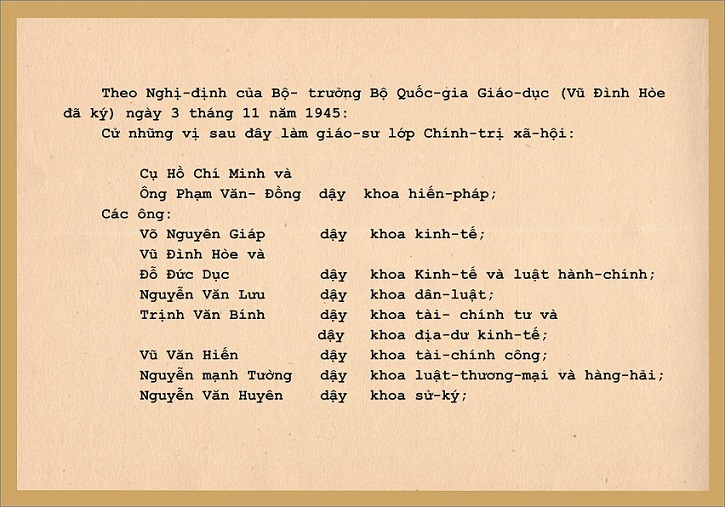 Theo Nghị-định của Bộ- trưởng Bộ Quốc-gia Giáo-dục (Vũ Đình Hòe
đã ký) ngày 3 tháng 11 năm 1945:
Cử những vị sau đây làm giáo-sư lớp Chính-trị xã-hội:
Cụ Hồ Chí Minh và
Ông Phạm Văn- Đồng dậy khoa hiến-pháp;
Các ông:
Võ Nguyên Giáp dậy khoa kinh-tế;
Vũ Đình Hòe và
Đỗ Đức Dục dậy khoa Kinh-tế và luật hành-chính;
Nguyễn Văn Lưu dậy khoa dân-luật;
Trịnh Văn Bính dậy khoa tài- chính tư và
dậy khoa địa-dư kinh-tế;
Vũ Văn Hiến dậy khoa tài-chính công;
Nguyễn mạnh Tường dậy khoa luật-thương-mại và hàng-hãi;
Nguyễn Văn Huyên dậy khoa sử-ký;